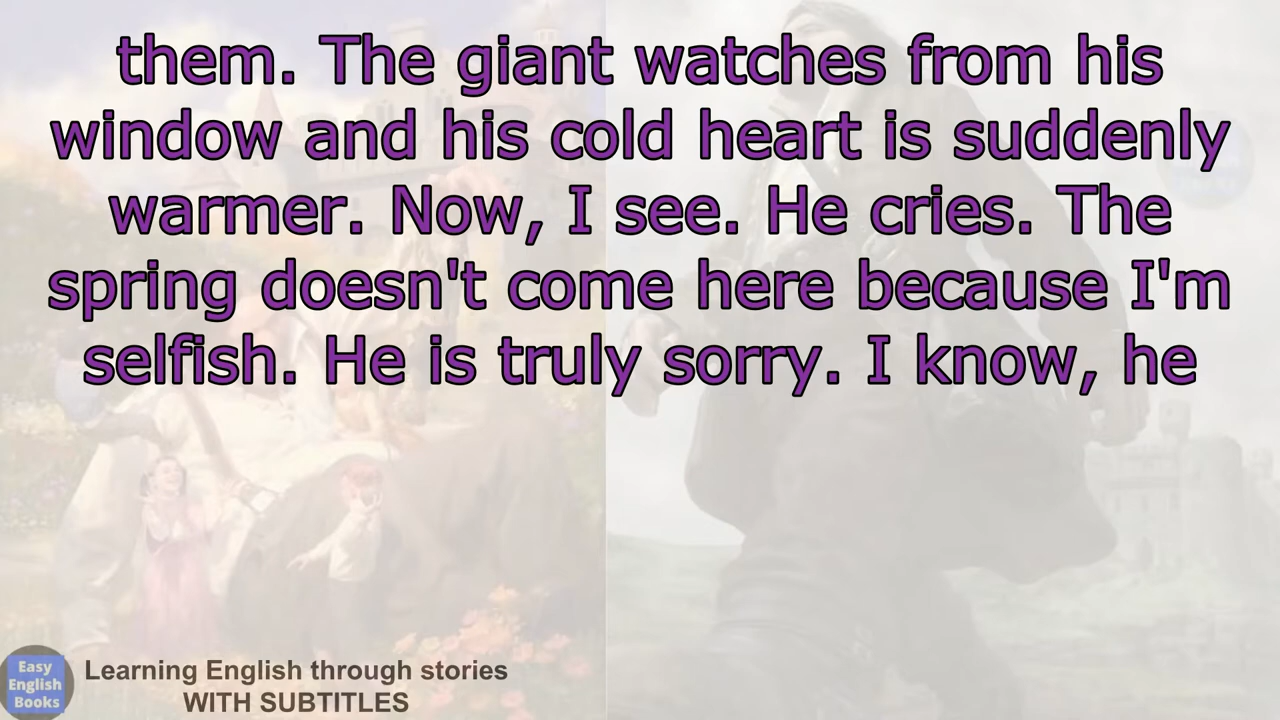 them. The giant watches from his
window and his cold heart is suddenly
warmer. Now, I see. He cries. The
spring doesn't come here because I'm
selfish. He is truly sorry. I know, he
Easy
English
Books
Learning English through stories
WITH SUBTITLES